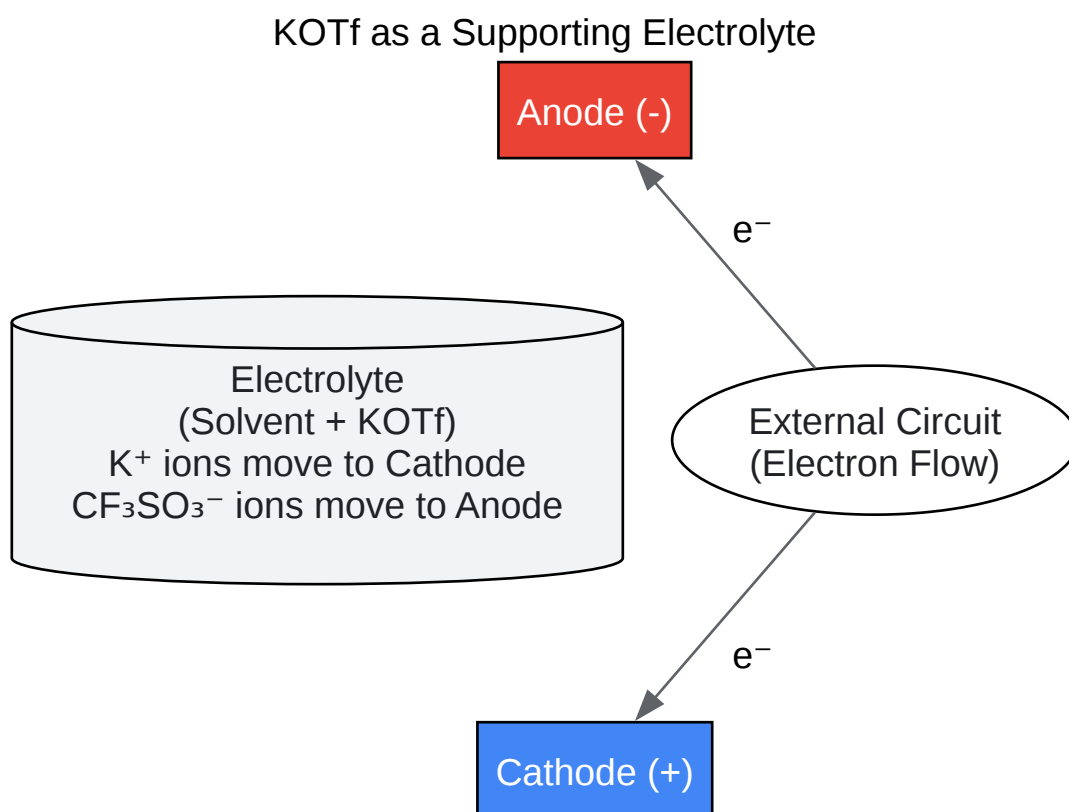 KOTf as a Supporting Electrolyte
Anode (-)
e⁻
Electrolyte
(Solvent + KOTf)
K⁺ ions move to Cathode
CF₃SO₃⁻ ions move to Anode
External Circuit
(Electron Flow)
e⁻
Cathode (+)